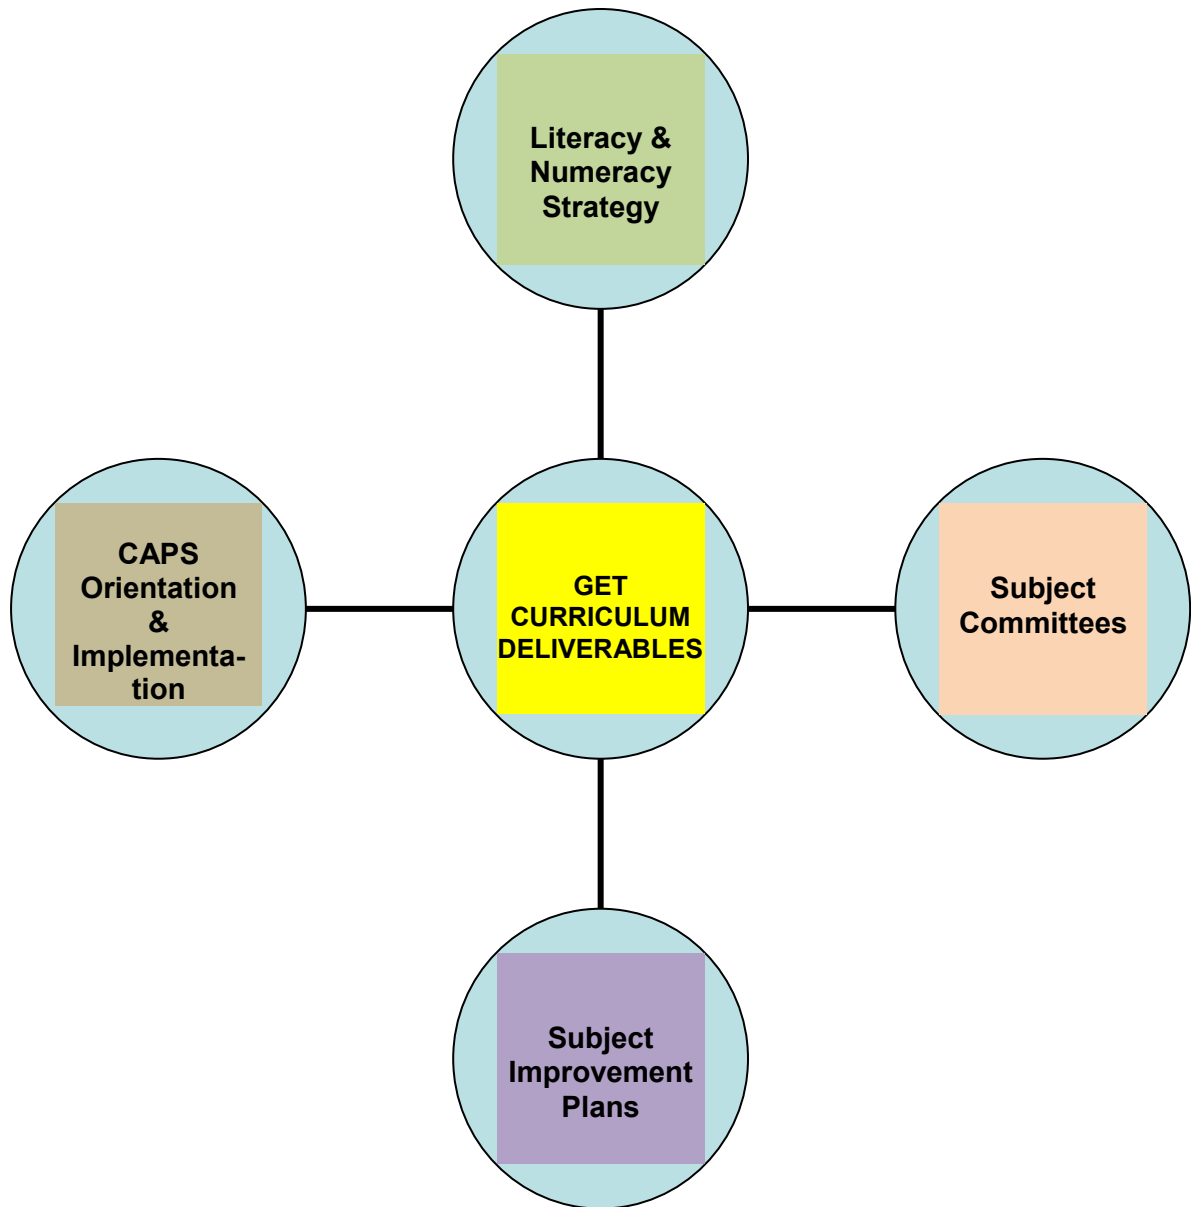 Literacy &
Numeracy
Strategy
CAPS
Orientation
&
Implementa-
tion
GET
CURRICULUM
DELIVERABLES
Subject
Committees
Subject
Improvement
Plans